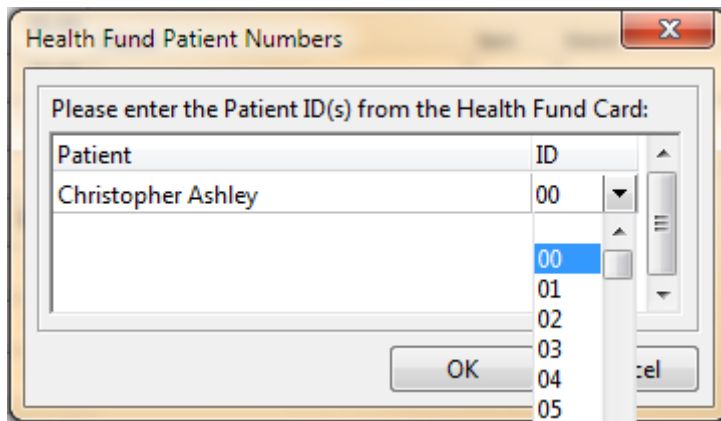 Health Fund Patient Numbers
Please enter the Patient ID(s) from the Health Fund Card:
Patient ID
Christopher Ashley 00
00
01
02
03
OK
04
05